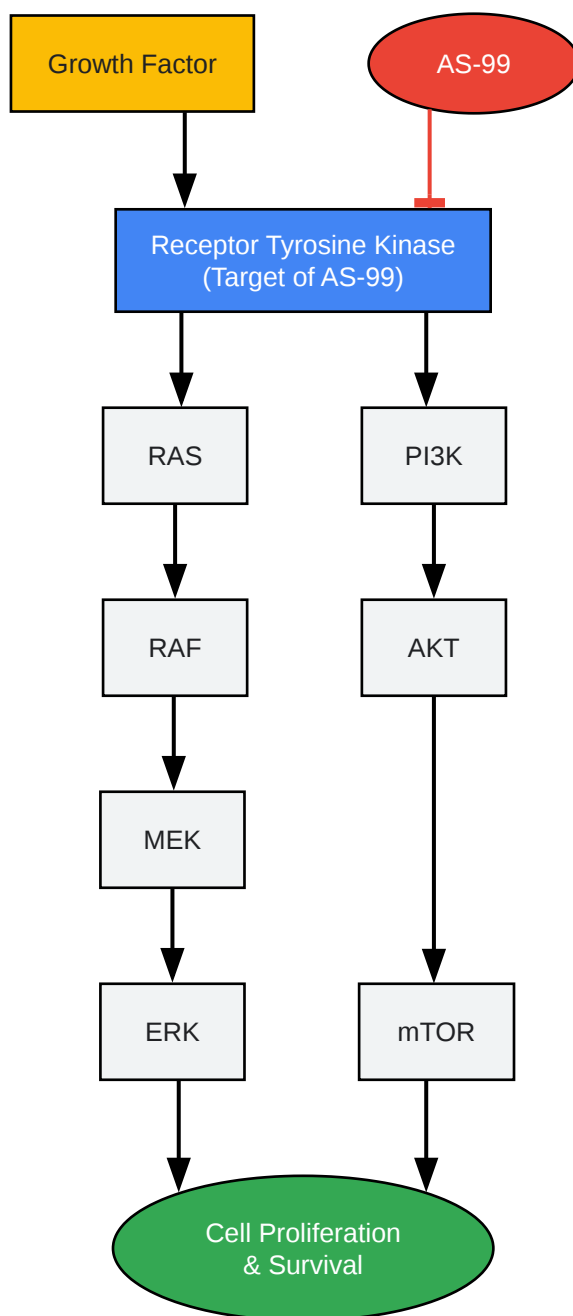 Growth Factor
AS-99
Receptor Tyrosine Kinase
(Target of AS-99)
RAS
PI3K
RAF
AKT
MEK
ERK
mTOR
Cell Proliferation
& Survival